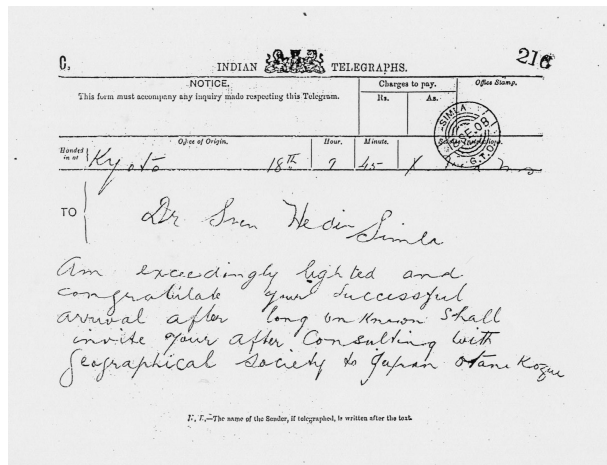 C.
INDIAN TELEGRAPHS.
216
NOTICE.
This form must accompany any inquiry made respecting this Telegram.
Charges to pay.
Rs. As.
Office Stamp.
SIMLA
SE.08
G.T.O
Handed in at
Office of Origin. Hour. Minute.
Kyoto 18th 7 45
TO
Dr Sven Hedin
Simla
Am exceedingly lighted and
congratulate your successful
arrival after long unknown shall
invite your after Consulting with
geographical society to Japan Otani Kozui
N. B.—The name of the Sender, if telegraphed, is written after the text.